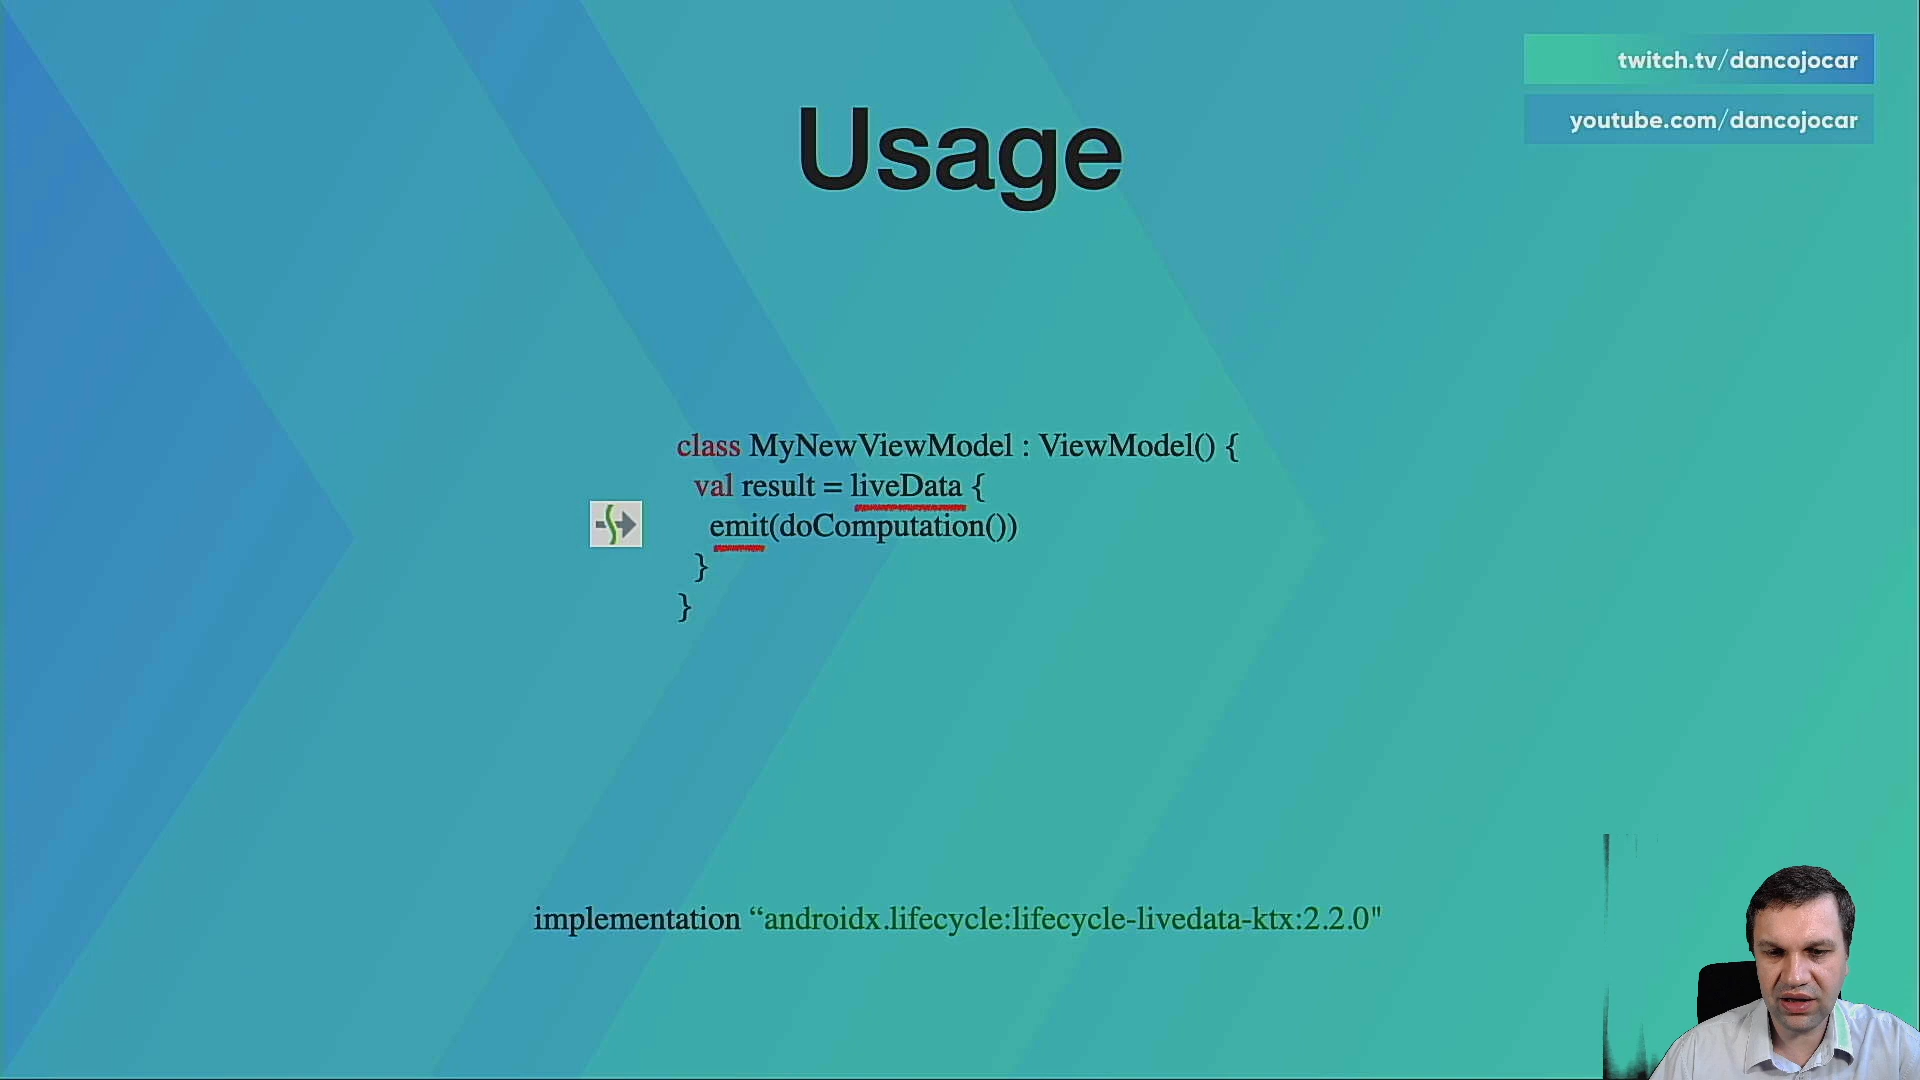 twitch.tv/dancojocar
youtube.com/dancojocar
Usage
class MyNewViewModel : ViewModel() {
val result = liveData {
emit(doComputation())
}
}
implementation “androidx.lifecycle:lifecycle-livedata-ktx:2.2.0"